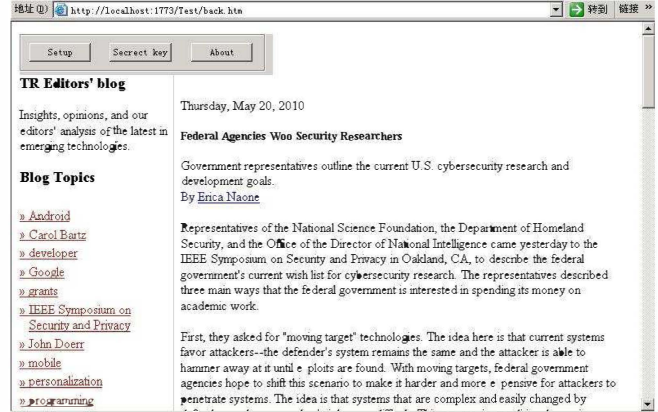 地址(D) http://localhost:1773/Test/back.htm 转到 链接 »
Setup Secrect key About
TR Editors' blog
Insights, opinions, and our
editors' analysis of the latest in
emerging technologies.
Blog Topics
» Android
» Carol Bartz
» developer
» Google
» grants
» IEEE Symposium on
Security and Privacy
» John Doerr
» mobile
» personalization
» programming
Thursday, May 20, 2010
Federal Agencies Woo Security Researchers
Government representatives outline the current U.S. cybersecurity research and
development goals.
By Erica Naone
Representatives of the National Science Foundation, the Department of Homeland
Security, and the Office of the Director of National Intelligence came yesterday to the
IEEE Symposium on Security and Privacy in Oakland, CA, to describe the federal
government's current wish list for cybersecurity research. The representatives described
three main ways that the federal government is interested in spending its money on
academic work.
First, they asked for "moving target" technologies. The idea here is that current systems
favor attackers--the defender's system remains the same and the attacker is able to
hammer away at it until e ploits are found. With moving targets, federal government
agencies hope to shift this scenario to make it harder and more e pensive for attackers to
penetrate systems. The idea is that systems that are complex and easily changed by